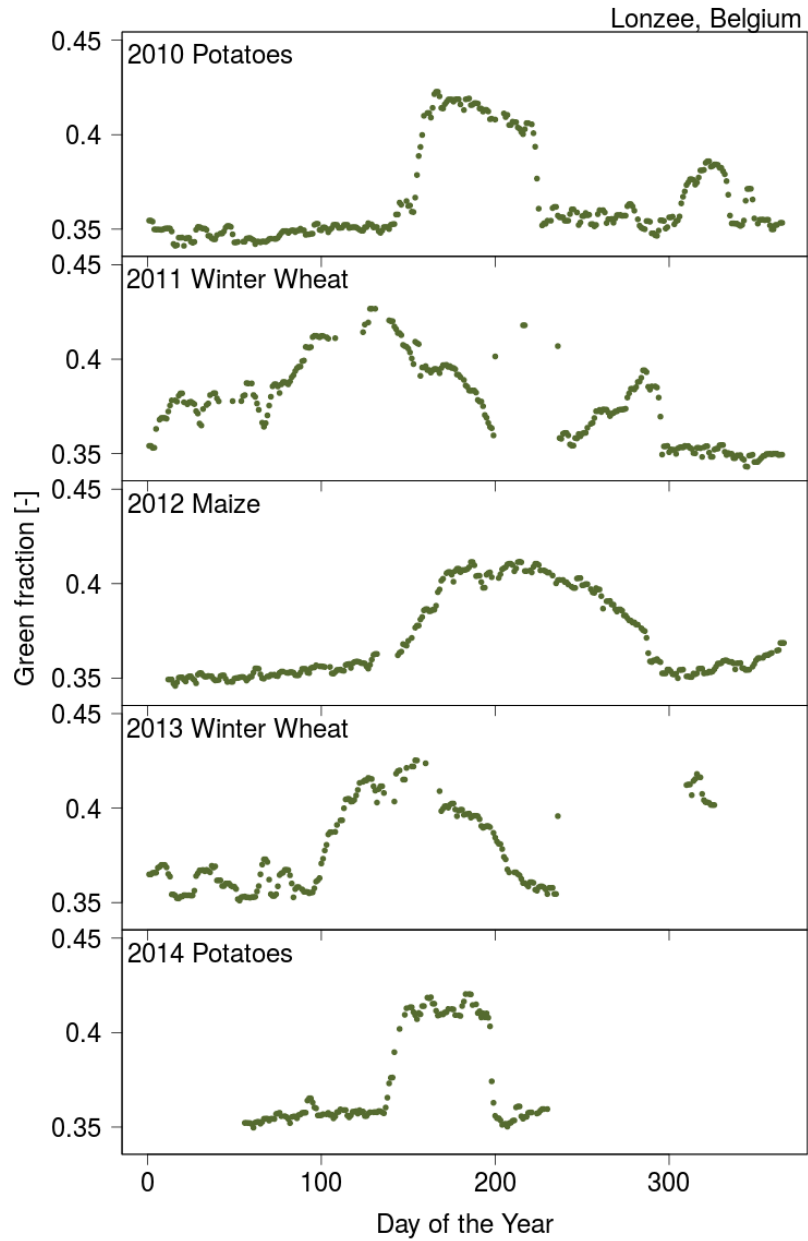 Lonzee, Belgium
0.45
2010 Potatoes
0.4
0.35
0.45
2011 Winter Wheat
0.4
0.35
0.45
2012 Maize
0.4
0.35
0.45
2013 Winter Wheat
0.4
0.35
0.45
2014 Potatoes
0.4
0.35
Green fraction [-]
0 100 200 300
Day of the Year